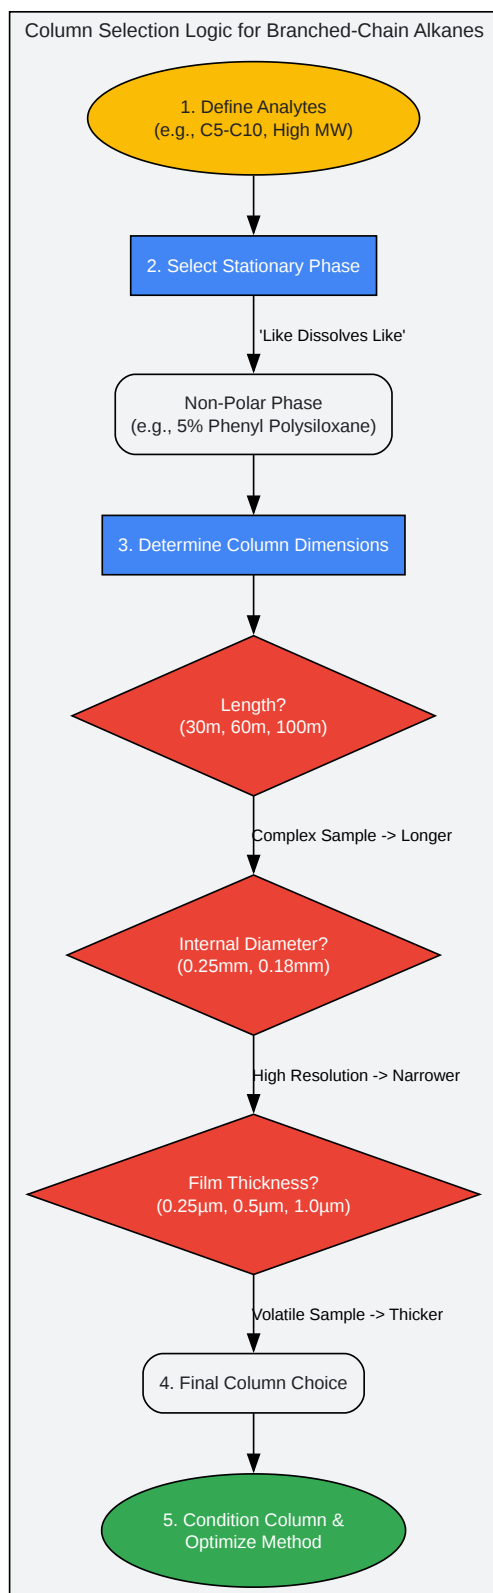 Column Selection Logic for Branched-Chain Alkanes
1. Define Analytes
(e.g., C5-C10, High MW)
2. Select Stationary Phase
'Like Dissolves Like'
Non-Polar Phase
(e.g., 5% Phenyl Polysiloxane)
3. Determine Column Dimensions
Length?
(30m, 60m, 100m)
Complex Sample -> Longer
Internal Diameter?
(0.25mm, 0.18mm)
High Resolution -> Narrower
Film Thickness?
(0.25µm, 0.5µm, 1.0µm)
Volatile Sample -> Thicker
4. Final Column Choice
5. Condition Column &
Optimize Method